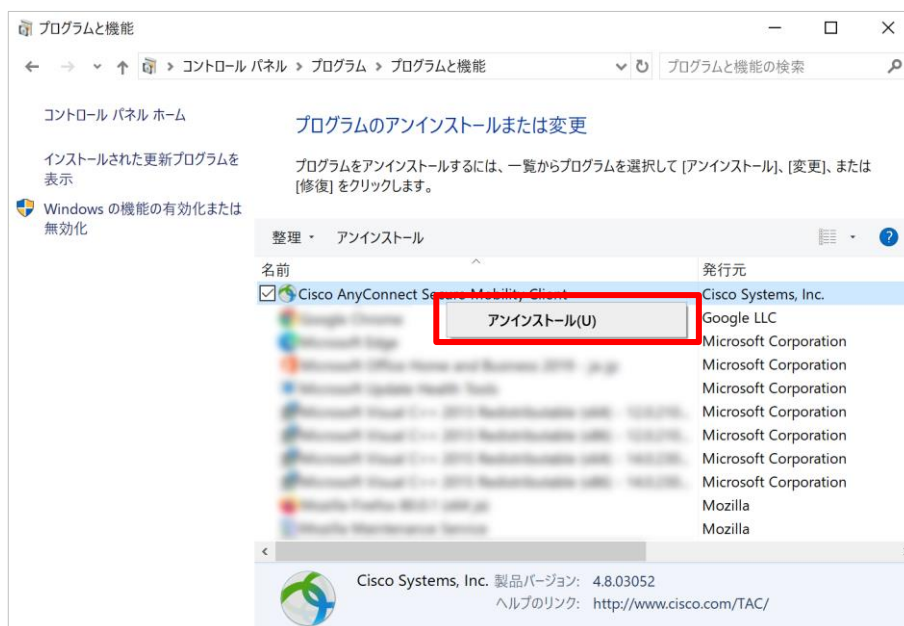 プログラムと機能
コントロール パネル › プログラム › プログラムと機能
プログラムと機能の検索
コントロール パネル ホーム
インストールされた更新プログラムを
表示
Windows の機能の有効化または
無効化
プログラムのアンインストールまたは変更
プログラムをアンインストールするには、一覧からプログラムを選択して [アンインストール]、[変更]、または
[修復] をクリックします。
整理 アンインストール
名前 発行元
Cisco AnyConnect Secure Mobility Client Cisco Systems, Inc.
アンインストール(U)
Google LLC
Microsoft Corporation
Microsoft Corporation
Microsoft Corporation
Microsoft Corporation
Microsoft Corporation
Microsoft Corporation
Microsoft Corporation
Mozilla
Mozilla
Cisco Systems, Inc. 製品バージョン: 4.8.03052
ヘルプのリンク: http://www.cisco.com/TAC/